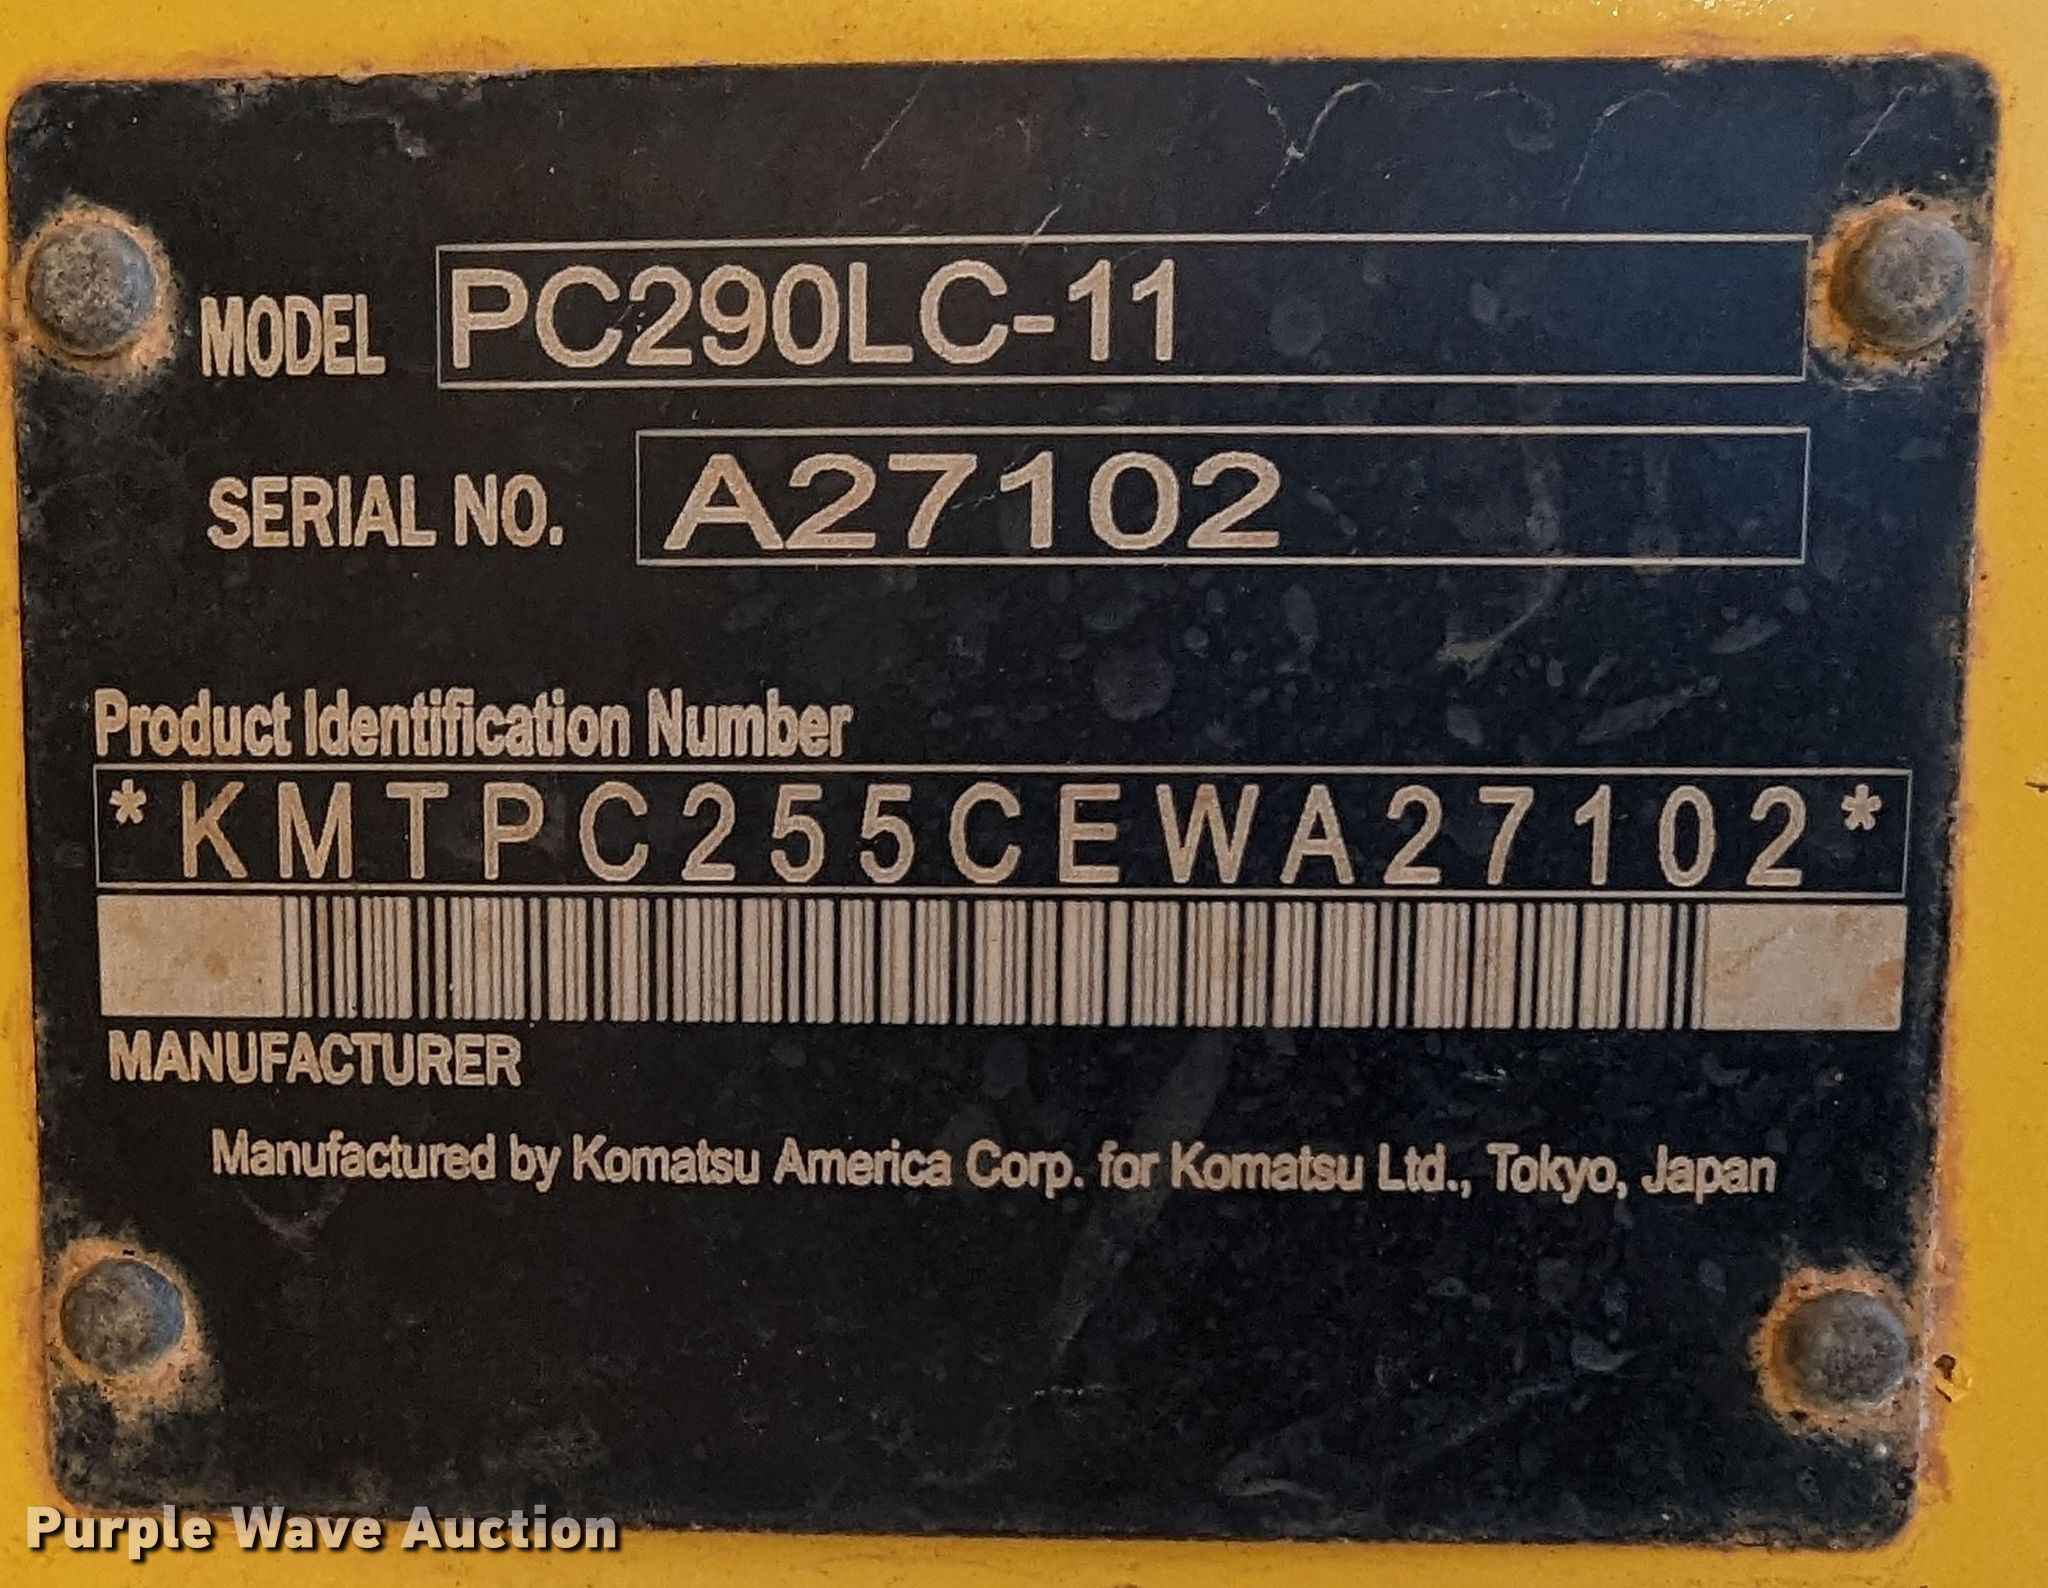 MODEL PC290LC-11
SERIAL NO. A27102
Product Identification Number
*KMTPC255CEWA27102*
MANUFACTURER
Manufactured by Komatsu America Corp. for Komatsu Ltd., Tokyo, Japan
Purple Wave Auction